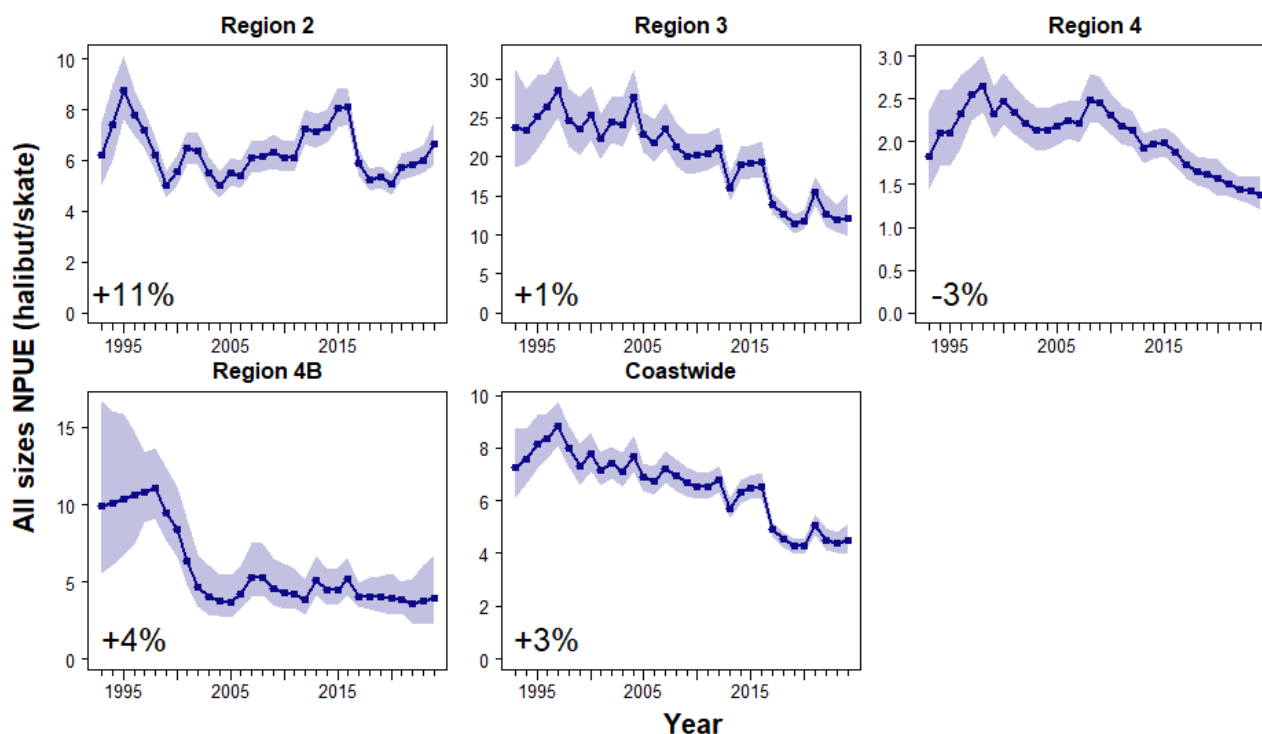 Region 2
Region 3
Region 4
10
8
6
4
2
0
30
25
20
15
10
5
0
3.0
2.5
2.0
1.5
1.0
0.5
0.0
+11%
+1%
-3%
1995 2005 2015
1995 2005 2015
1995 2005 2015
Region 4B
Coastwide
15
10
5
0
10
8
6
4
2
0
+4%
+3%
1995 2005 2015
1995 2005 2015
All sizes NPUE (halibut/skate)
Year